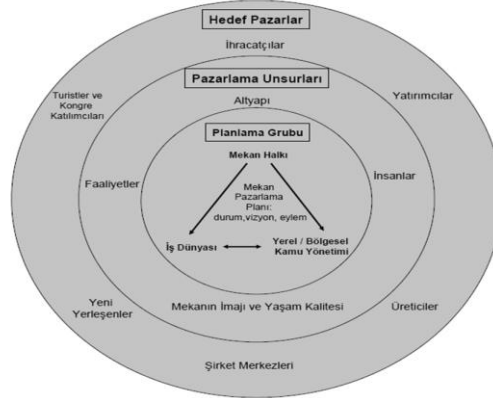 Hedef Pazarlar
İhracatçılar
Pazarlama Unsurları
Turistler ve
Kongre
Katılımcıları
Yatırımcılar
Altyapı
Planlama Grubu
Mekan Halkı
Faaliyetler
İnsanlar
Mekan
Pazarlama
Planı:
durum,vizyon, eylem
İş Dünyası
Yerel / Bölgesel
Kamu Yönetimi
Yeni
Yerleşenler
Mekanın İmajı ve Yaşam Kalitesi
Üreticiler
Şirket Merkezleri